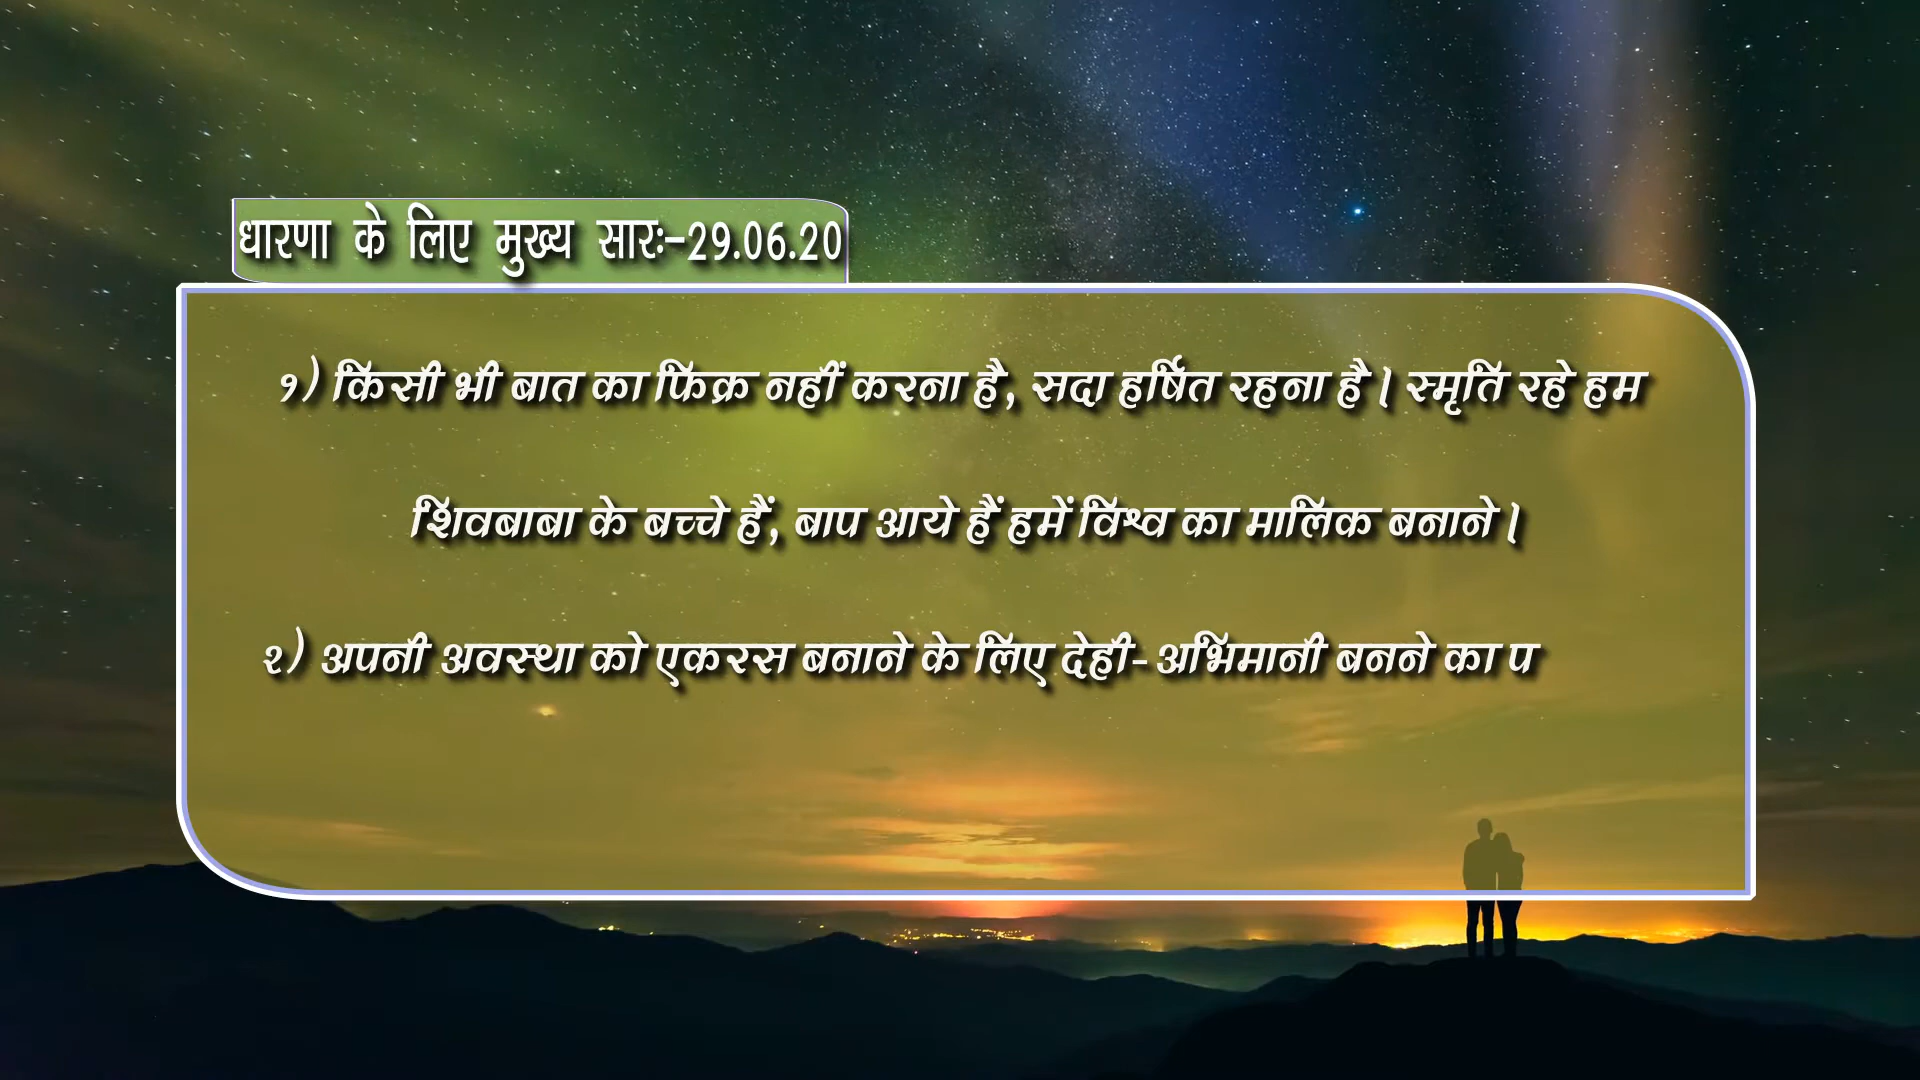 धारणा के लिए मुख्य सारः-29.06.20
१) किसी भी बात का फिक्र नहीं करना है, सदा हर्षित रहना है। स्मृति रहे हम
शिवबाबा के बच्चे हैं, बाप आये हैं हमें विश्व का मालिक बनाने।
२) अपनी अवस्था को एकरस बनाने के लिए देही-अभिमानी बनने का प